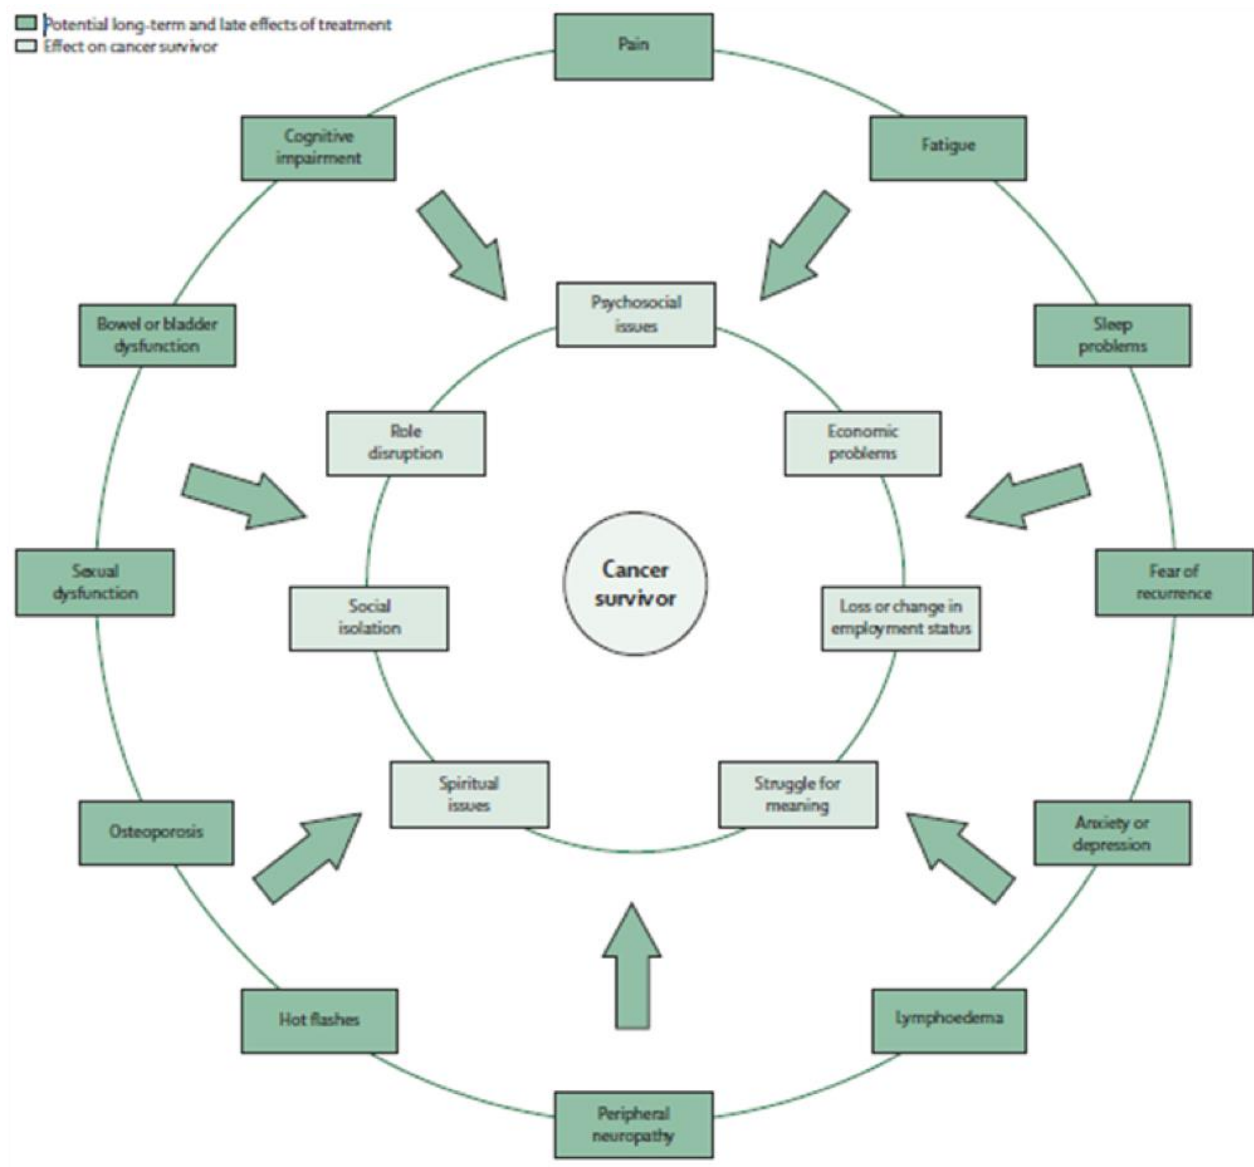 Potential long-term and late effects of treatment
Effect on cancer survivor
Pain
Cognitive
impairment
Fatigue
Bowel or bladder
dysfunction
Psychosocial
issues
Sleep
problems
Role
disruption
Economic
problems
Sexual
dysfunction
Social
isolation
Cancer
survivor
Loss or change in
employment status
Fear of
recurrence
Osteoporosis
Spiritual
issues
Struggle for
meaning
Anxiety or
depression
Hot flashes
Lymphoedema
Peripheral
neuropathy